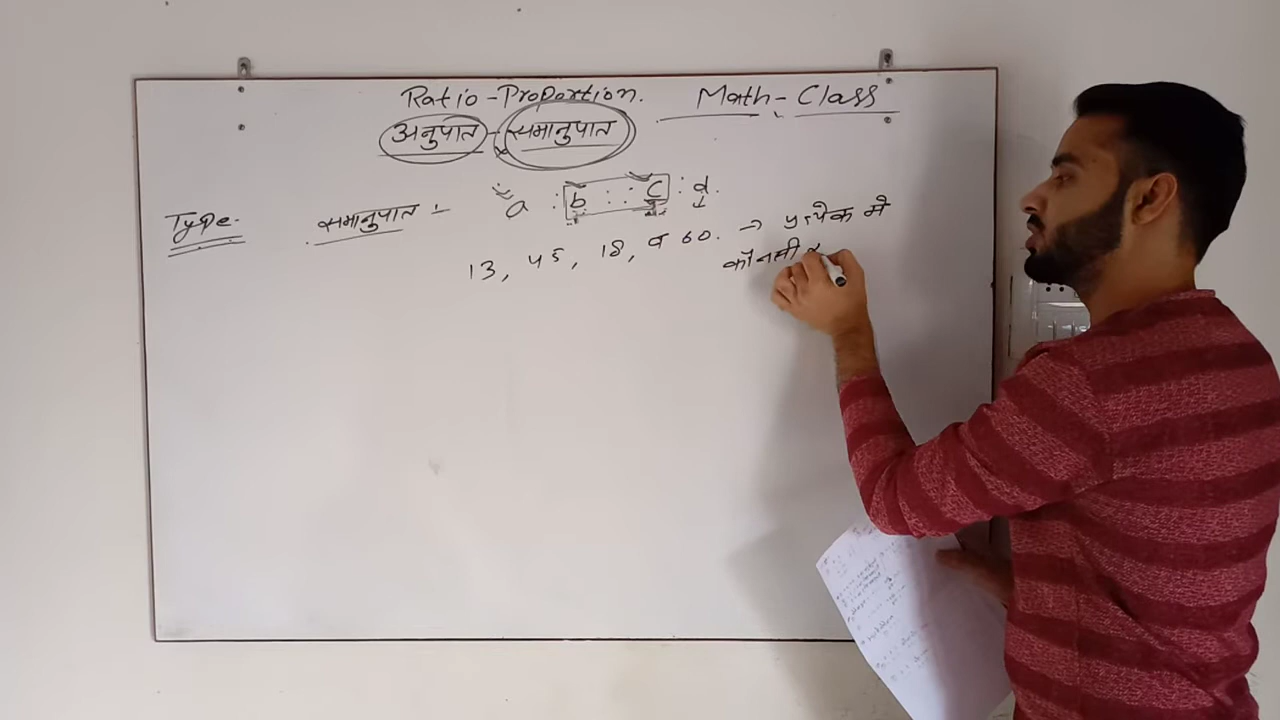 Ratio-Proportion. Math-Class
अनुपात - समानुपात
Type. समानुपात :- a : b : : c : d.
13, 45, 18, व 60. → प्रत्येक में
कौनसी